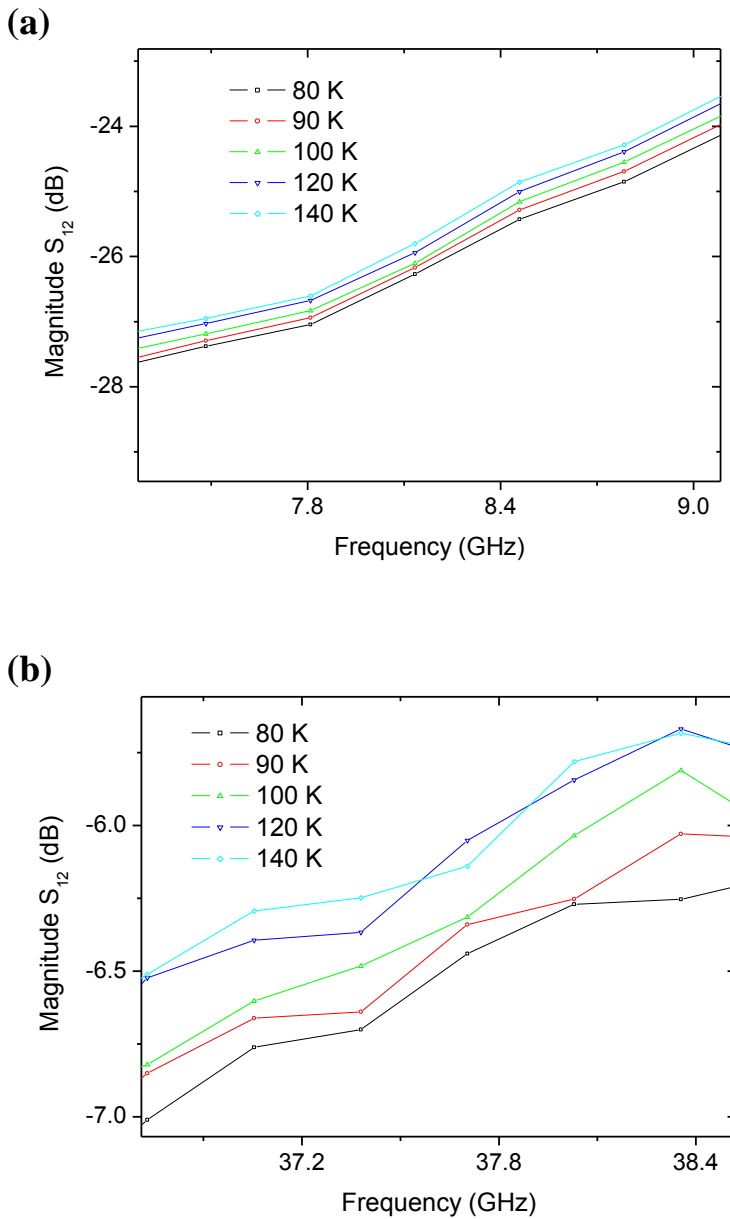 (a)
80 K
90 K
100 K
120 K
140 K
-24
-26
-28
Magnitude S12 (dB)
7.8 8.4 9.0
Frequency (GHz)
(b)
80 K
90 K
100 K
120 K
140 K
-6.0
-6.5
-7.0
Magnitude S12 (dB)
37.2 37.8 38.4
Frequency (GHz)